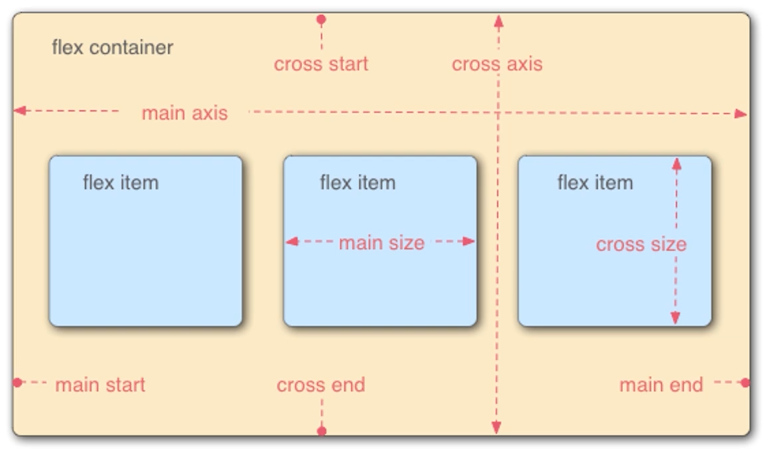 flex container
cross start
cross axis
main axis
flex item
flex item
flex item
main size
cross size
main start
cross end
main end